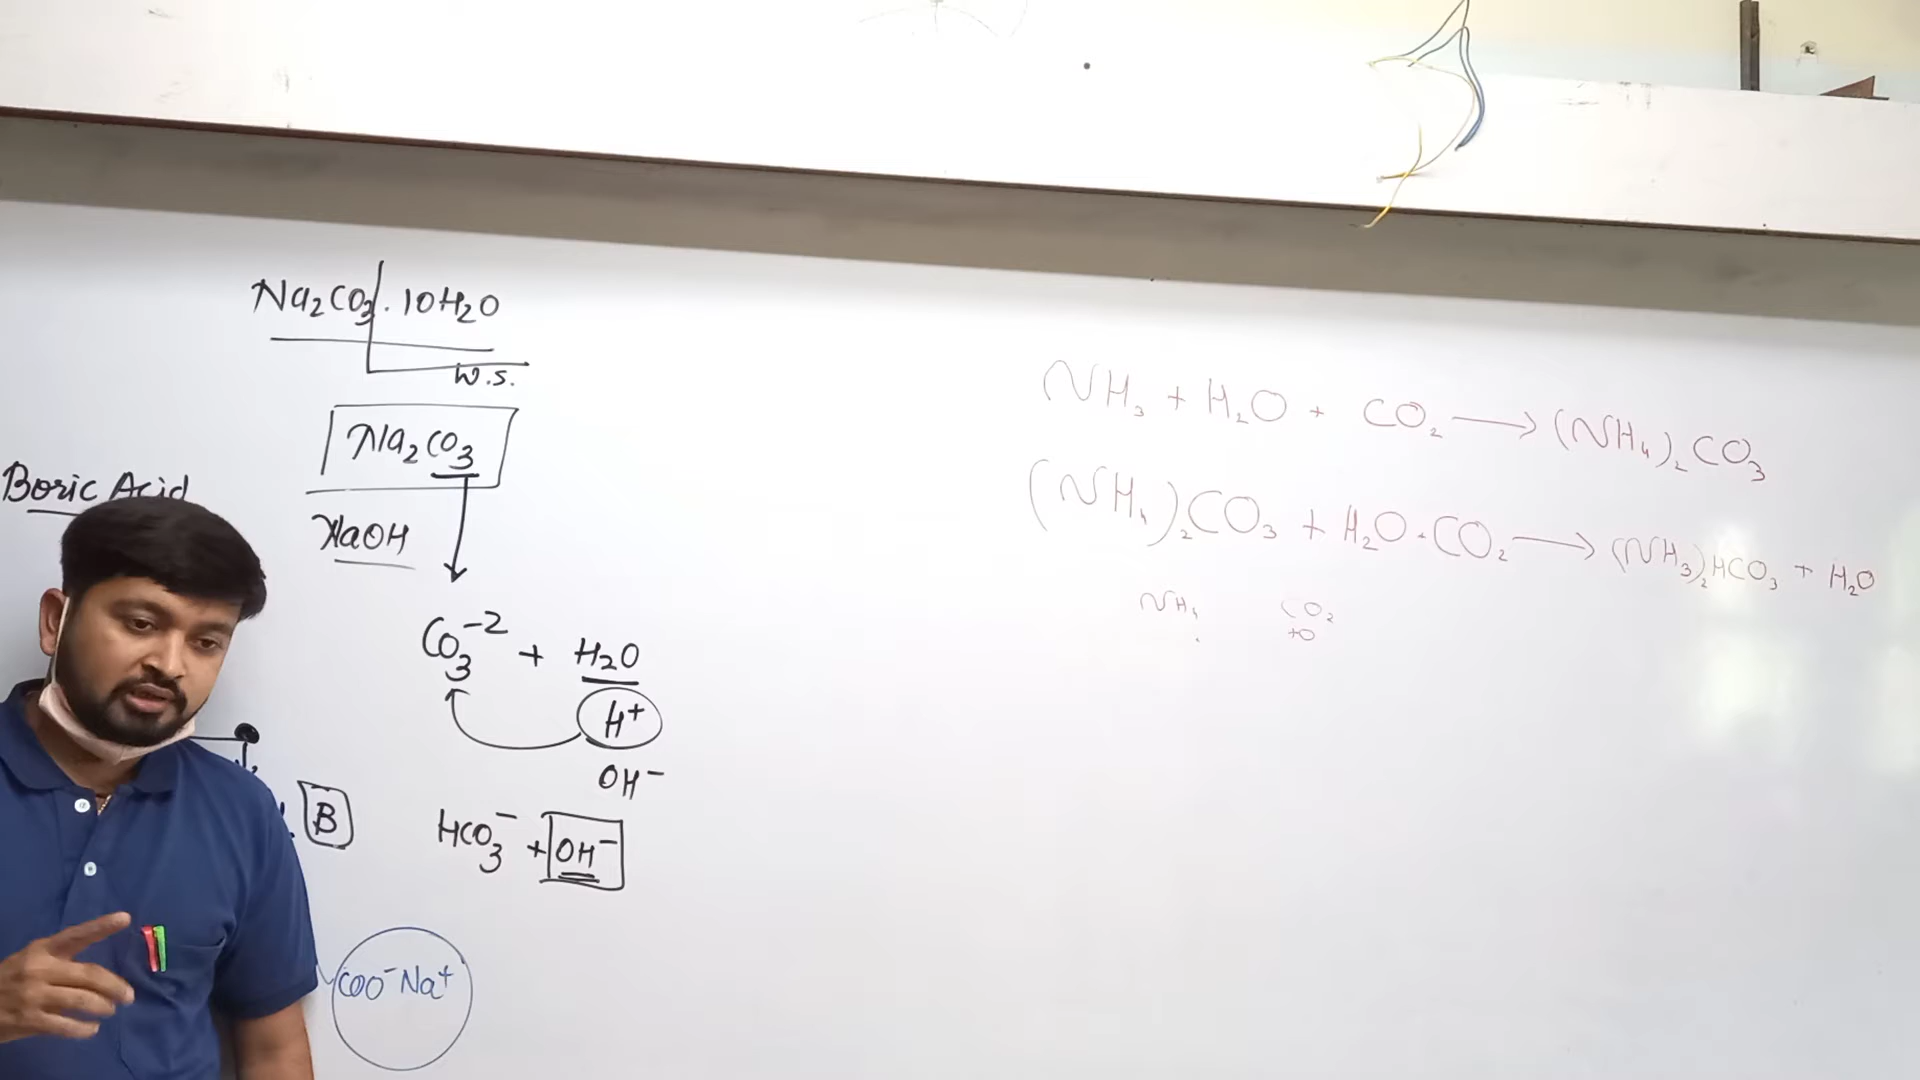 Na₂CO₃.10H₂O
W.S.
Na₂CO₃
Boric Acid
NaOH
CO₃⁻² + H₂O
H⁺
OH⁻
B
HCO₃⁻ + OH⁻
COO⁻Na⁺
NH₃ + H₂O + CO₂ → (NH₄)₂CO₃
(NH₄)₂CO₃ + H₂O + CO₂ → (NH₃)₂HCO₃ + H₂O
NH₄ CO₂
+O